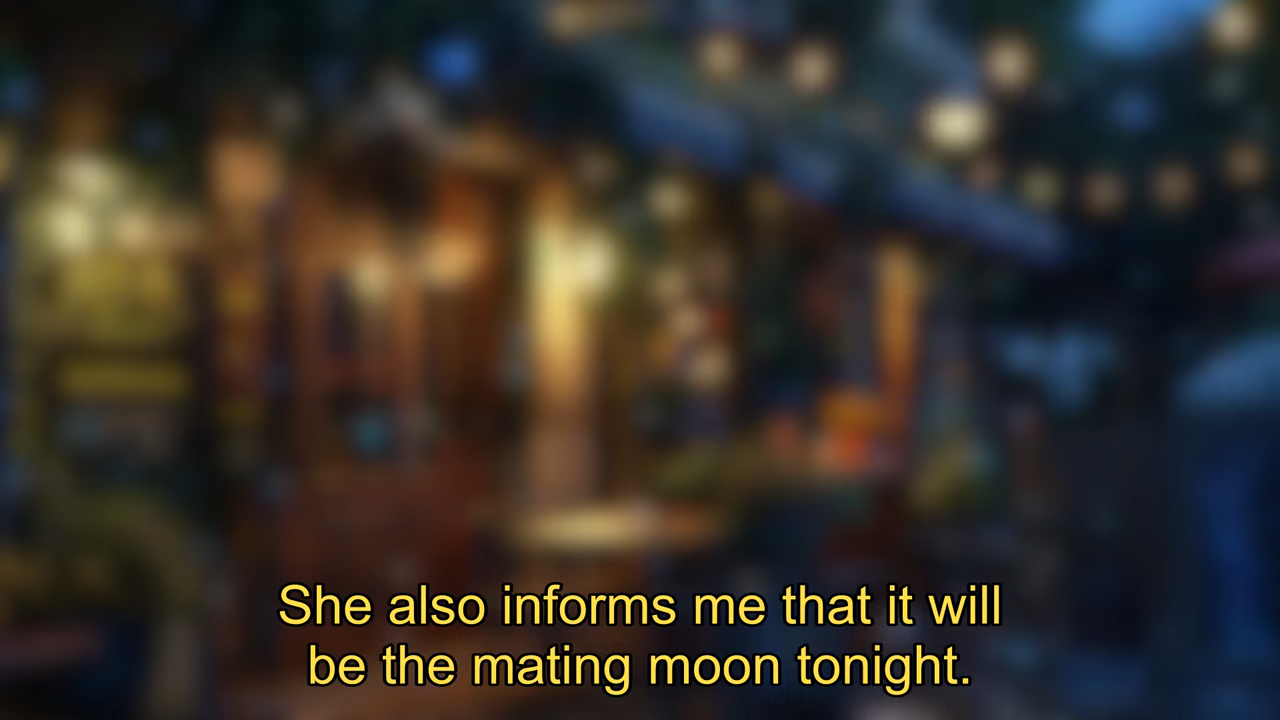 She also informs me that it will
be the mating moon tonight.